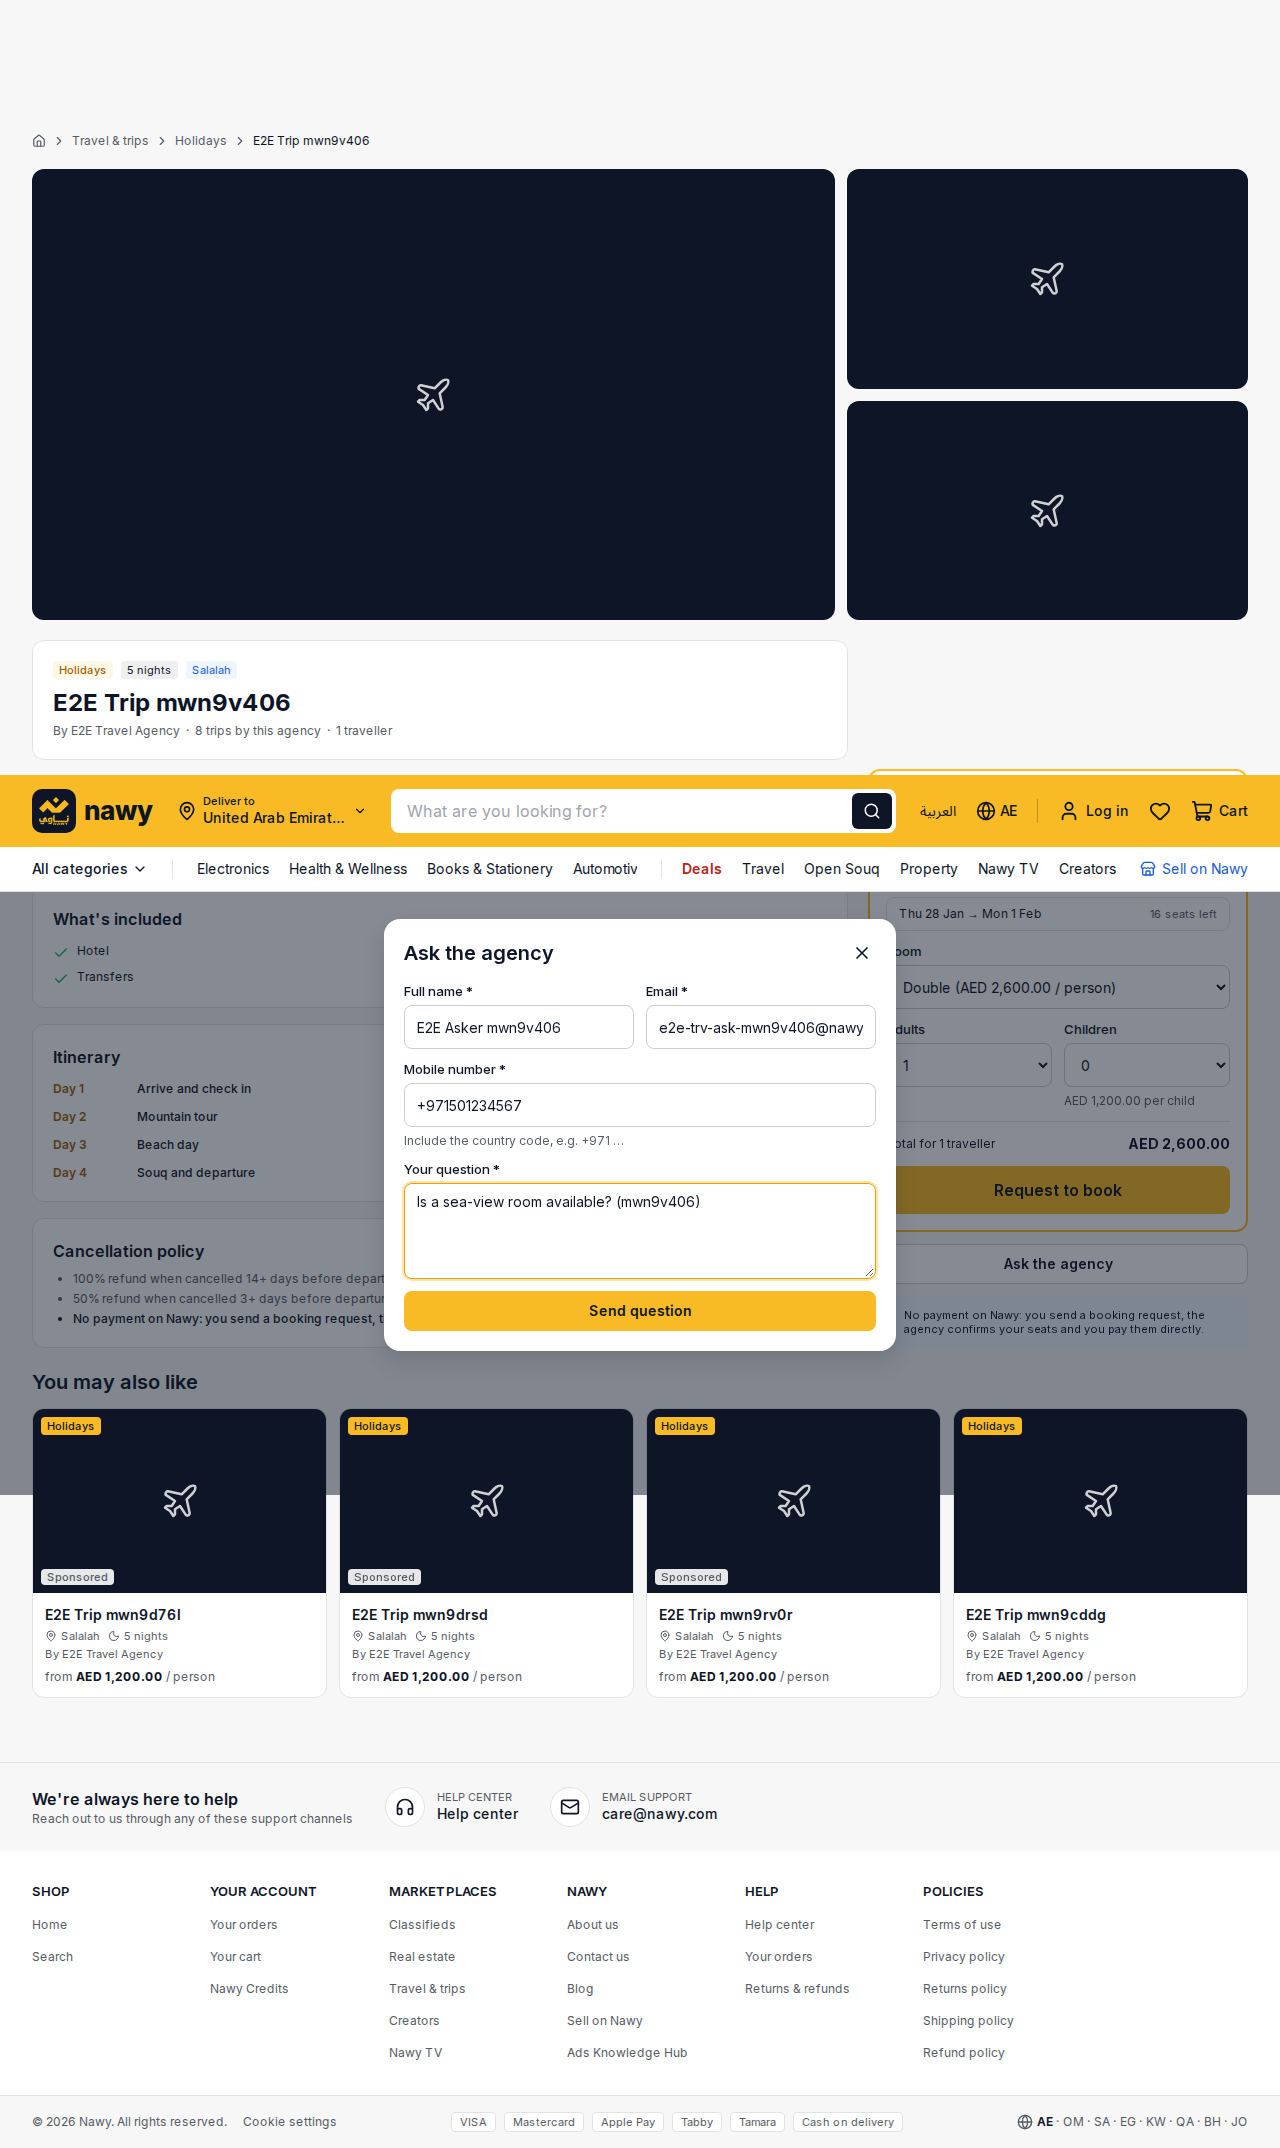 Travel & trips
Holidays
E2E Trip mwn9v406
Holidays
5 nights
Salalah
E2E Trip mwn9v406
By E2E Travel Agency · 8 trips by this agency · 1 traveller
ناوي
nawy
Deliver to
United Arab Emirat...
What are you looking for?
العربية
AE
Log in
Cart
All categories
Electronics
Health & Wellness
Books & Stationery
Automotiv
Deals
Travel
Open Souq
Property
Nawy TV
Creators
Sell on Nawy
What's included
Hotel
Transfers
Itinerary
Day 1 Arrive and check in
Day 2 Mountain tour
Day 3 Beach day
Day 4 Souq and departure
Cancellation policy
100% refund when cancelled 14+ days before depart
50% refund when cancelled 3+ days before departur
No payment on Nawy: you send a booking request, t
Ask the agency
Full name *
Email *
E2E Asker mwn9v406
e2e-trv-ask-mwn9v406@nawy
Mobile number *
+971501234567
Include the country code, e.g. +971 …
Your question *
Is a sea-view room available? (mwn9v406)
Send question
Thu 28 Jan → Mon 1 Feb
16 seats left
oom
Double (AED 2,600.00 / person)
dults
Children
1
0
AED 1,200.00 per child
otal for 1 traveller
AED 2,600.00
Request to book
Ask the agency
No payment on Nawy: you send a booking request, the
agency confirms your seats and you pay them directly.
You may also like
Holidays
Sponsored
E2E Trip mwn9d76l
Salalah 5 nights
By E2E Travel Agency
from AED 1,200.00 / person
Holidays
Sponsored
E2E Trip mwn9drsd
Salalah 5 nights
By E2E Travel Agency
from AED 1,200.00 / person
Holidays
Sponsored
E2E Trip mwn9rv0r
Salalah 5 nights
By E2E Travel Agency
from AED 1,200.00 / person
Holidays
E2E Trip mwn9cddg
Salalah 5 nights
By E2E Travel Agency
from AED 1,200.00 / person
We're always here to help
Reach out to us through any of these support channels
HELP CENTER
Help center
EMAIL SUPPORT
care@nawy.com
SHOP
Home
Search
YOUR ACCOUNT
Your orders
Your cart
Nawy Credits
MARKETPLACES
Classifieds
Real estate
Travel & trips
Creators
Nawy TV
NAWY
About us
Contact us
Blog
Sell on Nawy
Ads Knowledge Hub
HELP
Help center
Your orders
Returns & refunds
POLICIES
Terms of use
Privacy policy
Returns policy
Shipping policy
Refund policy
© 2026 Nawy. All rights reserved.
Cookie settings
VISA
Mastercard
Apple Pay
Tabby
Tamara
Cash on delivery
AE · OM · SA · EG · KW · QA · BH · JO